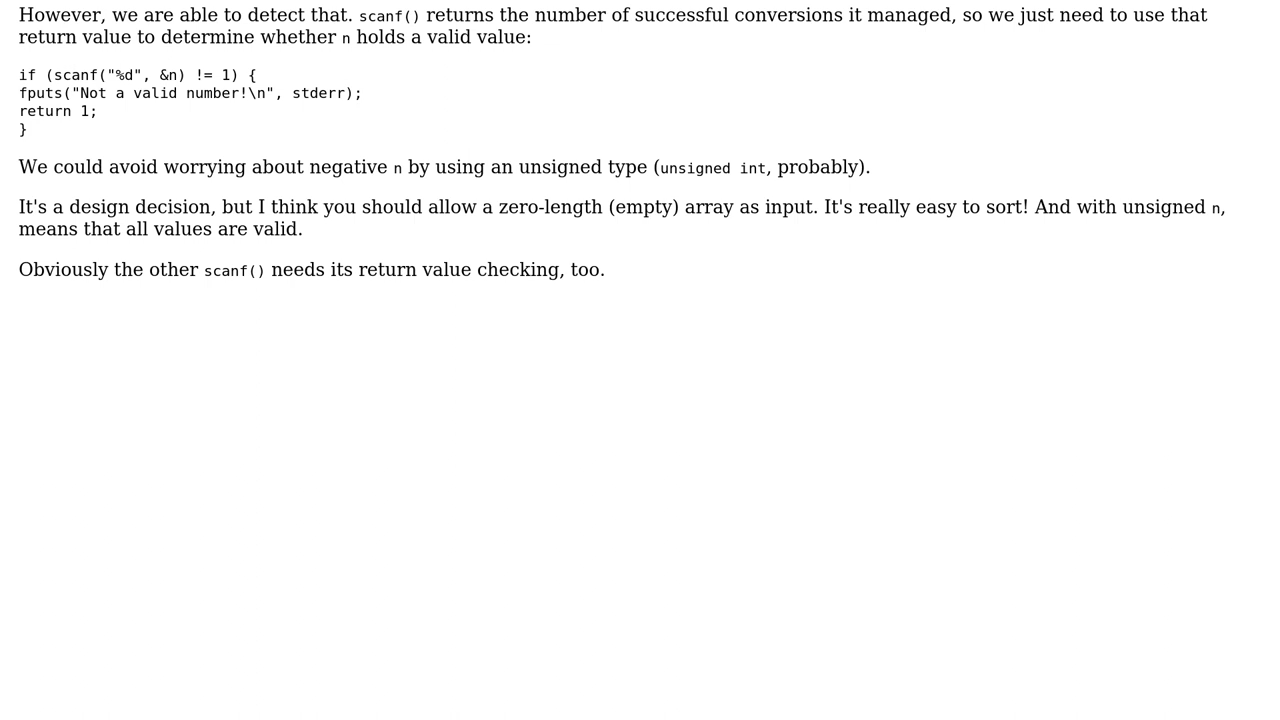 However, we are able to detect that. scanf() returns the number of successful conversions it managed, so we just need to use that
return value to determine whether n holds a valid value:
if (scanf("%d", &n) != 1) {
fputs("Not a valid number!\n", stderr);
return 1;
}
We could avoid worrying about negative n by using an unsigned type (unsigned int, probably).
It's a design decision, but I think you should allow a zero-length (empty) array as input. It's really easy to sort! And with unsigned n,
means that all values are valid.
Obviously the other scanf() needs its return value checking, too.